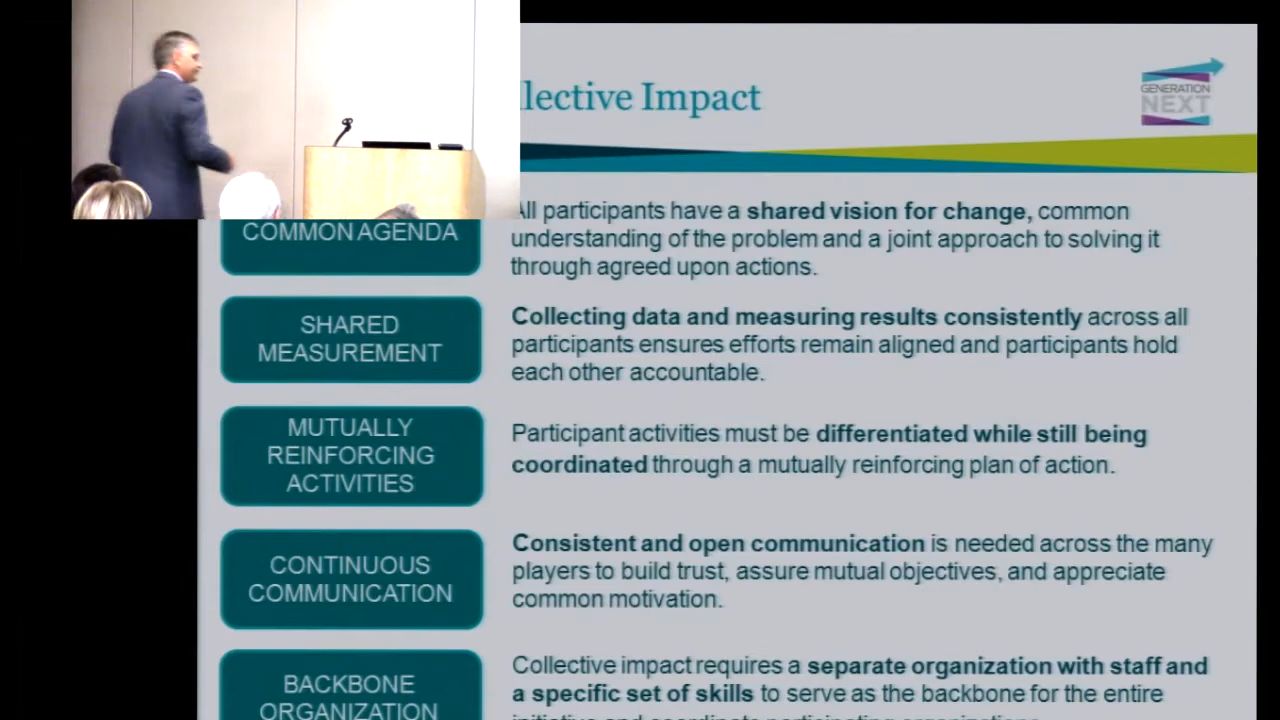 llective Impact
GENERATION
NEXT
COMMON AGENDA
All participants have a shared vision for change, common
understanding of the problem and a joint approach to solving it
through agreed upon actions.
SHARED
MEASUREMENT
Collecting data and measuring results consistently across all
participants ensures efforts remain aligned and participants hold
each other accountable.
MUTUALLY
REINFORCING
ACTIVITIES
Participant activities must be differentiated while still being
coordinated through a mutually reinforcing plan of action.
CONTINUOUS
COMMUNICATION
Consistent and open communication is needed across the many
players to build trust, assure mutual objectives, and appreciate
common motivation.
BACKBONE
ORGANIZATION
Collective impact requires a separate organization with staff and
a specific set of skills to serve as the backbone for the entire